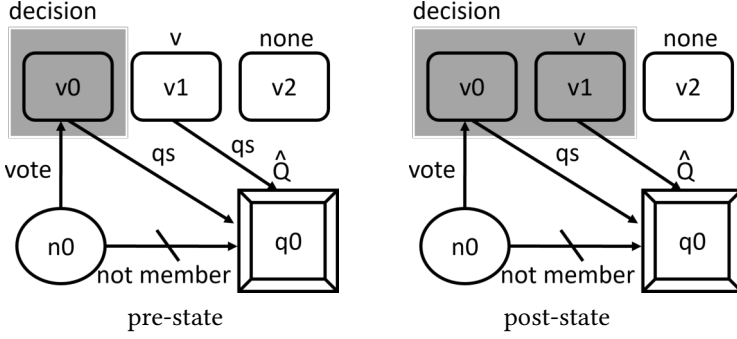 decision
v
none
v0
v1
v2
qs
qs
Q̂
vote
n0
q0
not member
pre-state
decision
v
none
v0
v1
v2
qs
Q̂
vote
n0
q0
not member
post-state